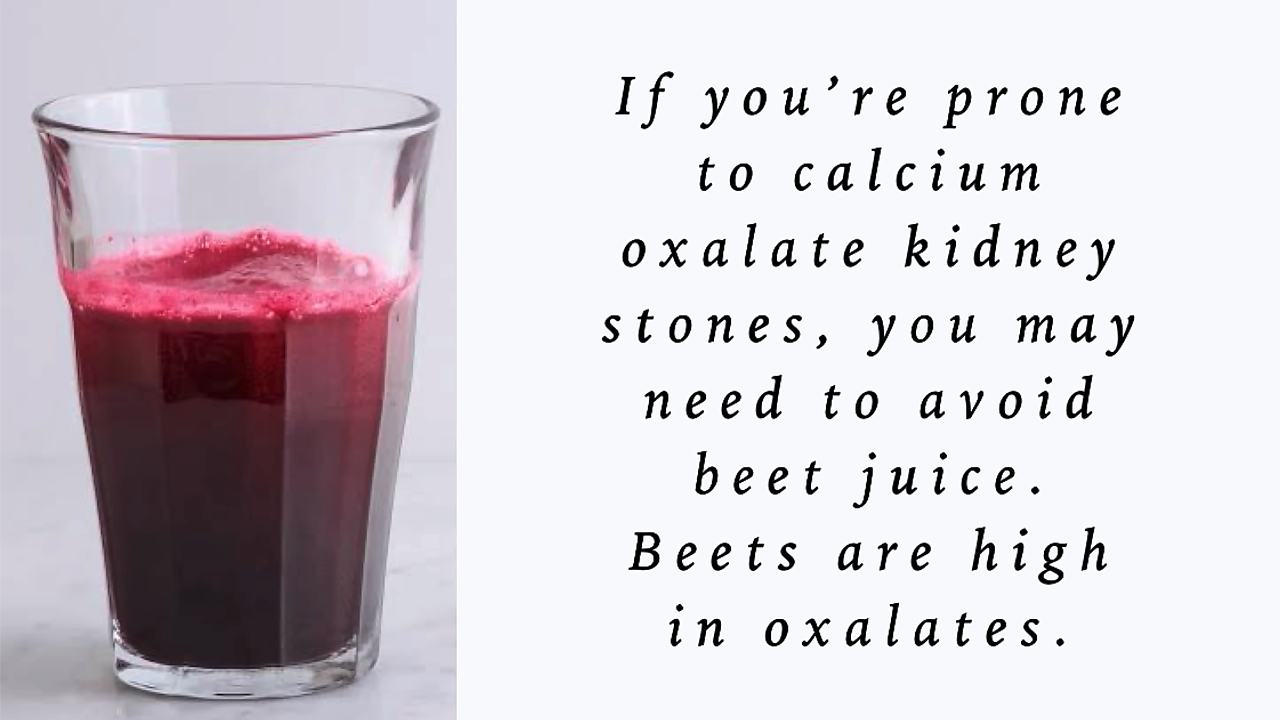 If you’re prone
to calcium
oxalate kidney
stones, you may
need to avoid
beet juice.
Beets are high
in oxalates.